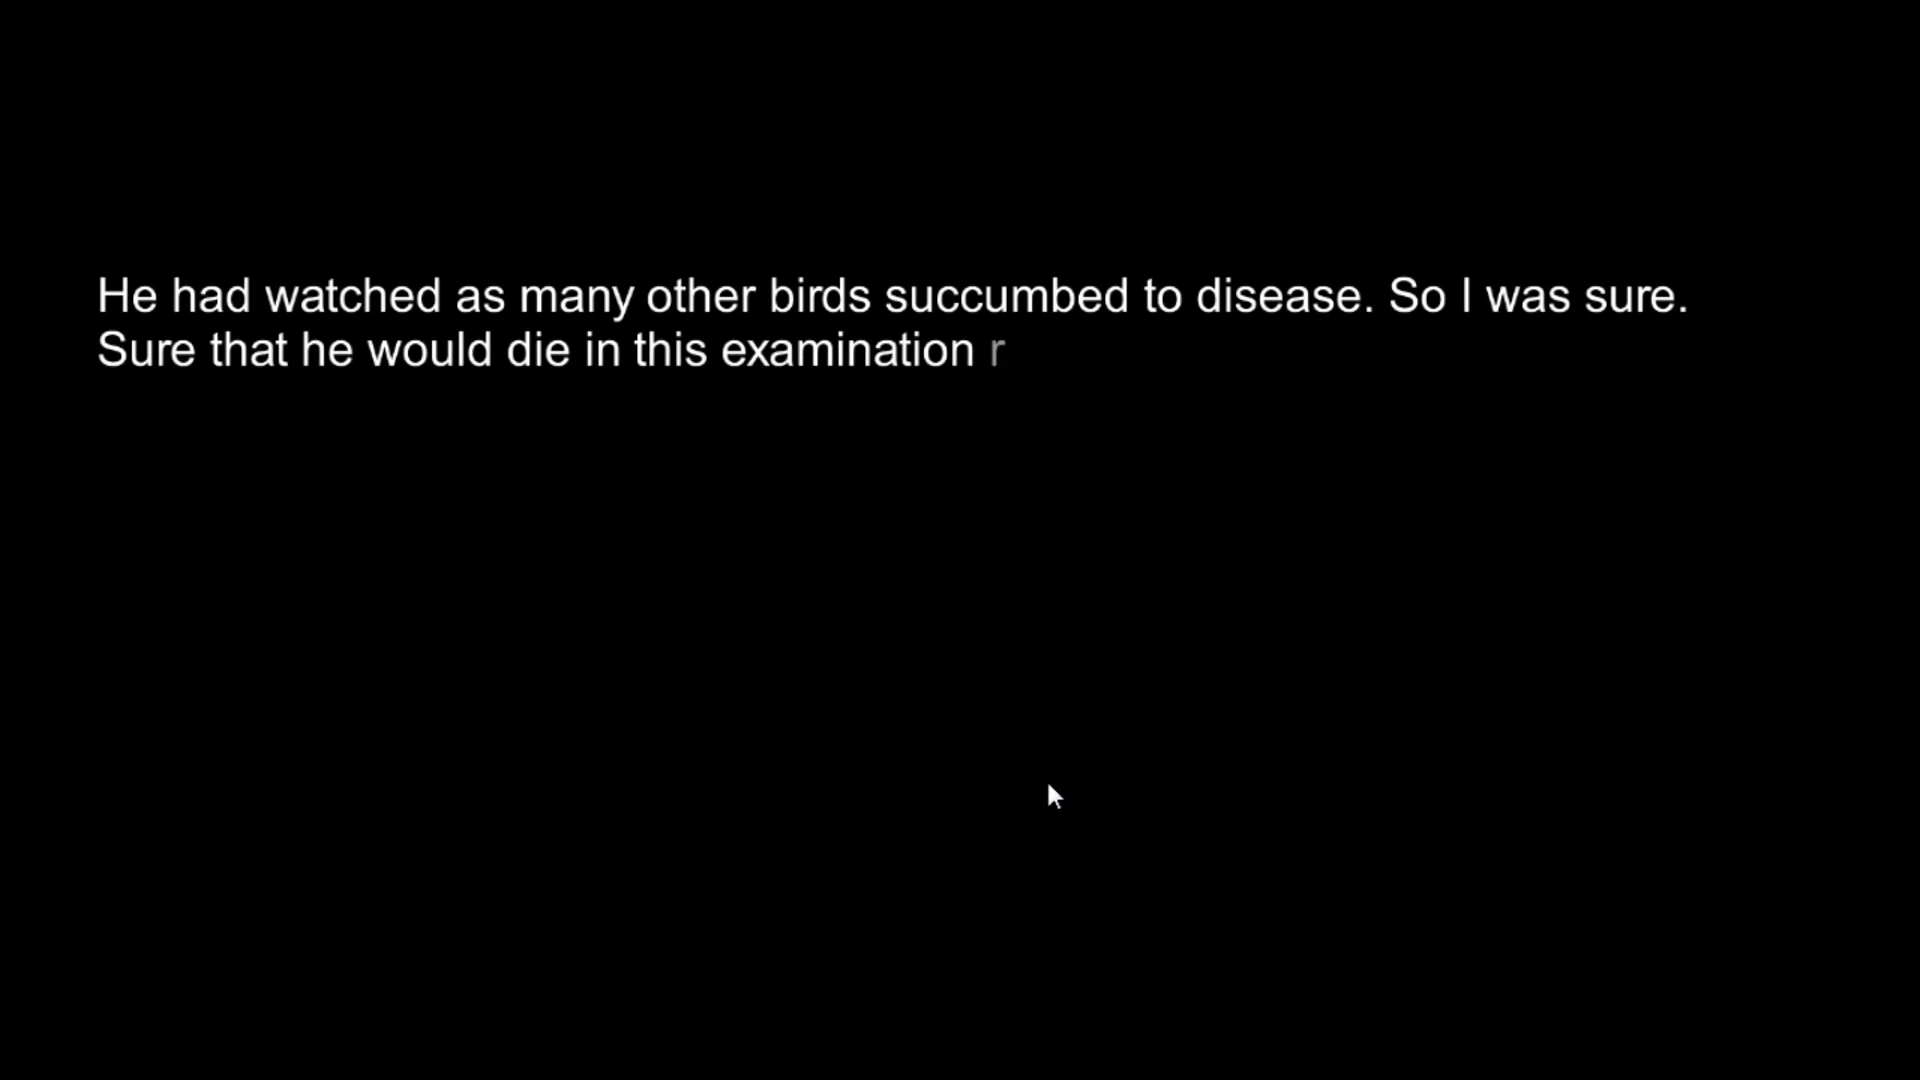 He had watched as many other birds succumbed to disease. So I was sure.
Sure that he would die in this examination r